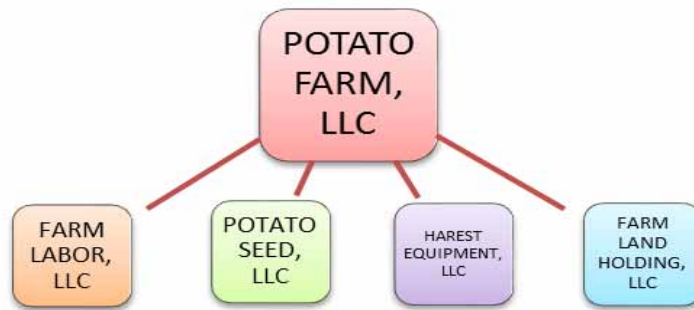 POTATO
FARM,
LLC
FARM
LABOR,
LLC
POTATO
SEED,
LLC
HAREST
EQUIPMENT,
LLC
FARM
LAND
HOLDING,
LLC